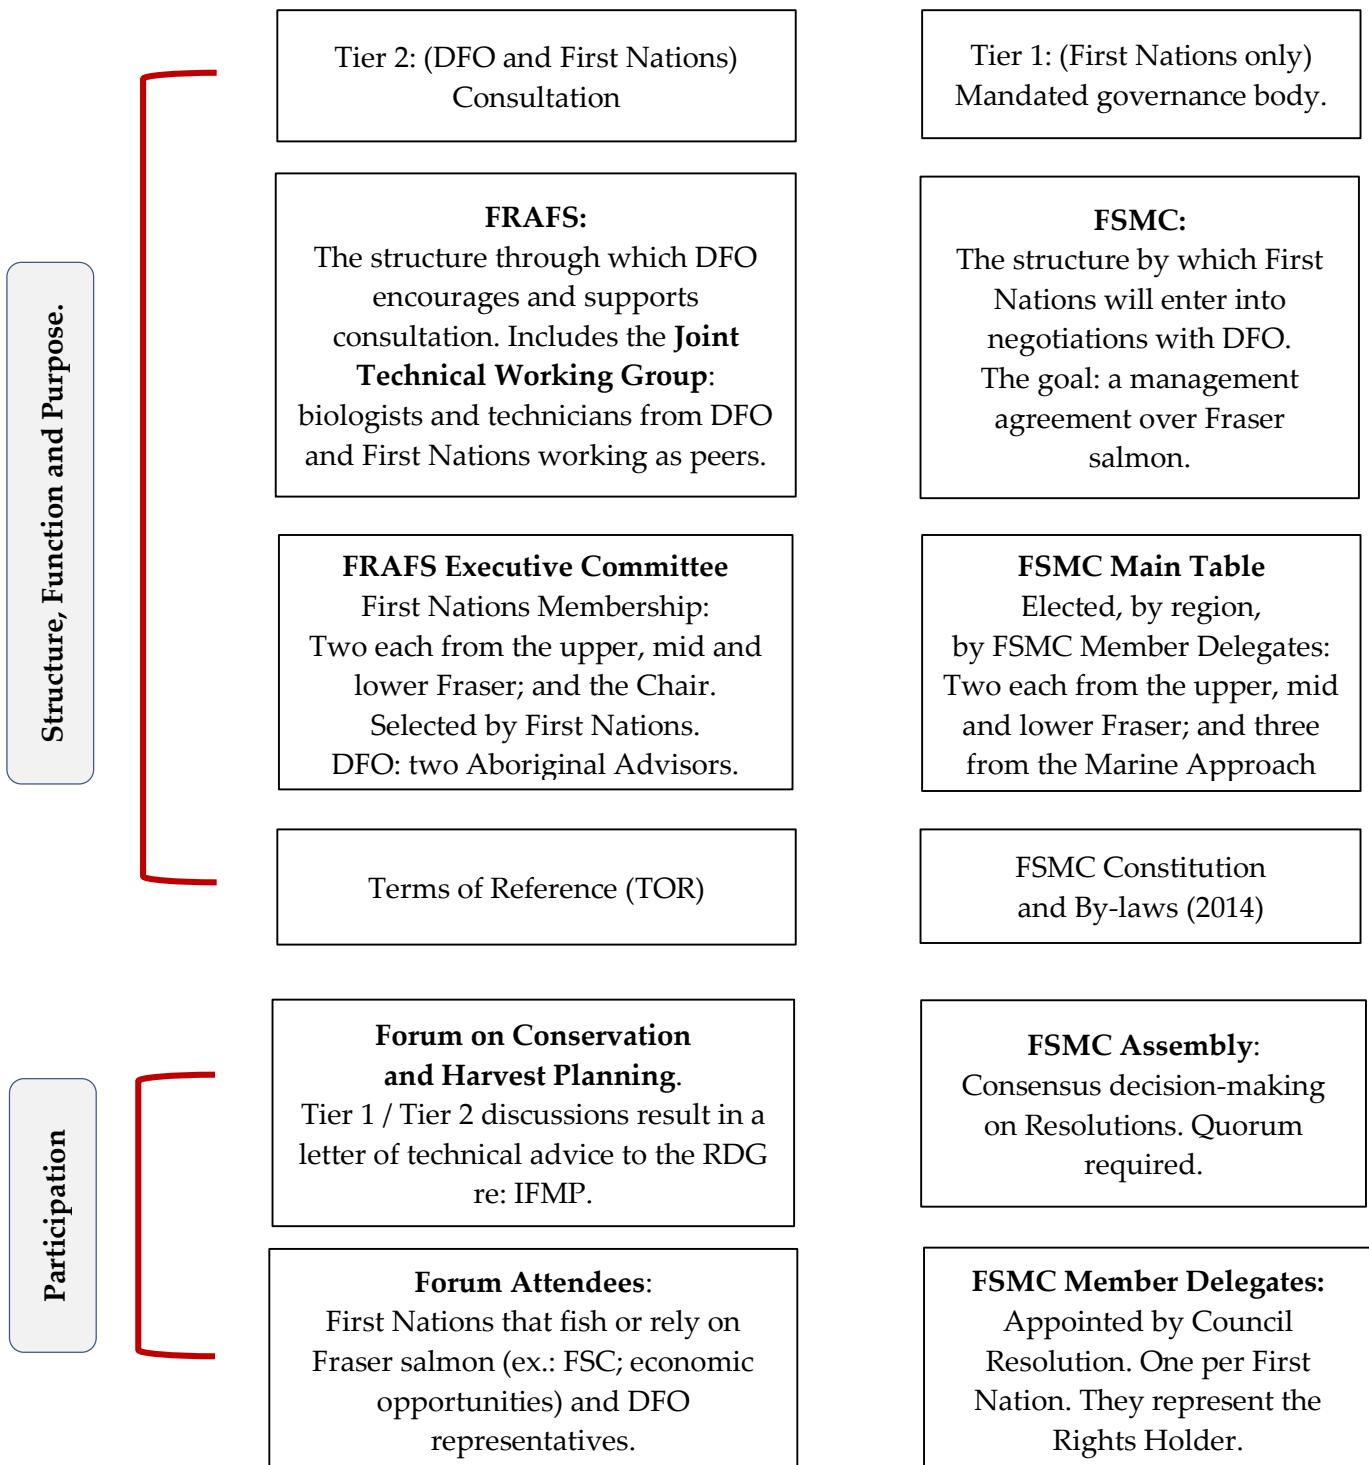 Structure, Function and Purpose.
Tier 2: (DFO and First Nations)
Consultation
Tier 1: (First Nations only)
Mandated governance body.
FRAFS:
The structure through which DFO
encourages and supports
consultation. Includes the Joint
Technical Working Group:
biologists and technicians from DFO
and First Nations working as peers.
FSMC:
The structure by which First
Nations will enter into
negotiations with DFO.
The goal: a management
agreement over Fraser
salmon.
FRAFS Executive Committee
First Nations Membership:
Two each from the upper, mid and
lower Fraser; and the Chair.
Selected by First Nations.
DFO: two Aboriginal Advisors.
FSMC Main Table
Elected, by region,
by FSMC Member Delegates:
Two each from the upper, mid
and lower Fraser; and three
from the Marine Approach
Terms of Reference (TOR)
FSMC Constitution
and By-laws (2014)
Participation
Forum on Conservation
and Harvest Planning.
Tier 1 / Tier 2 discussions result in a
letter of technical advice to the RDG
re: IFMP.
FSMC Assembly:
Consensus decision-making
on Resolutions. Quorum
required.
Forum Attendees:
First Nations that fish or rely on
Fraser salmon (ex.: FSC; economic
opportunities) and DFO
representatives.
FSMC Member Delegates:
Appointed by Council
Resolution. One per First
Nation. They represent the
Rights Holder.